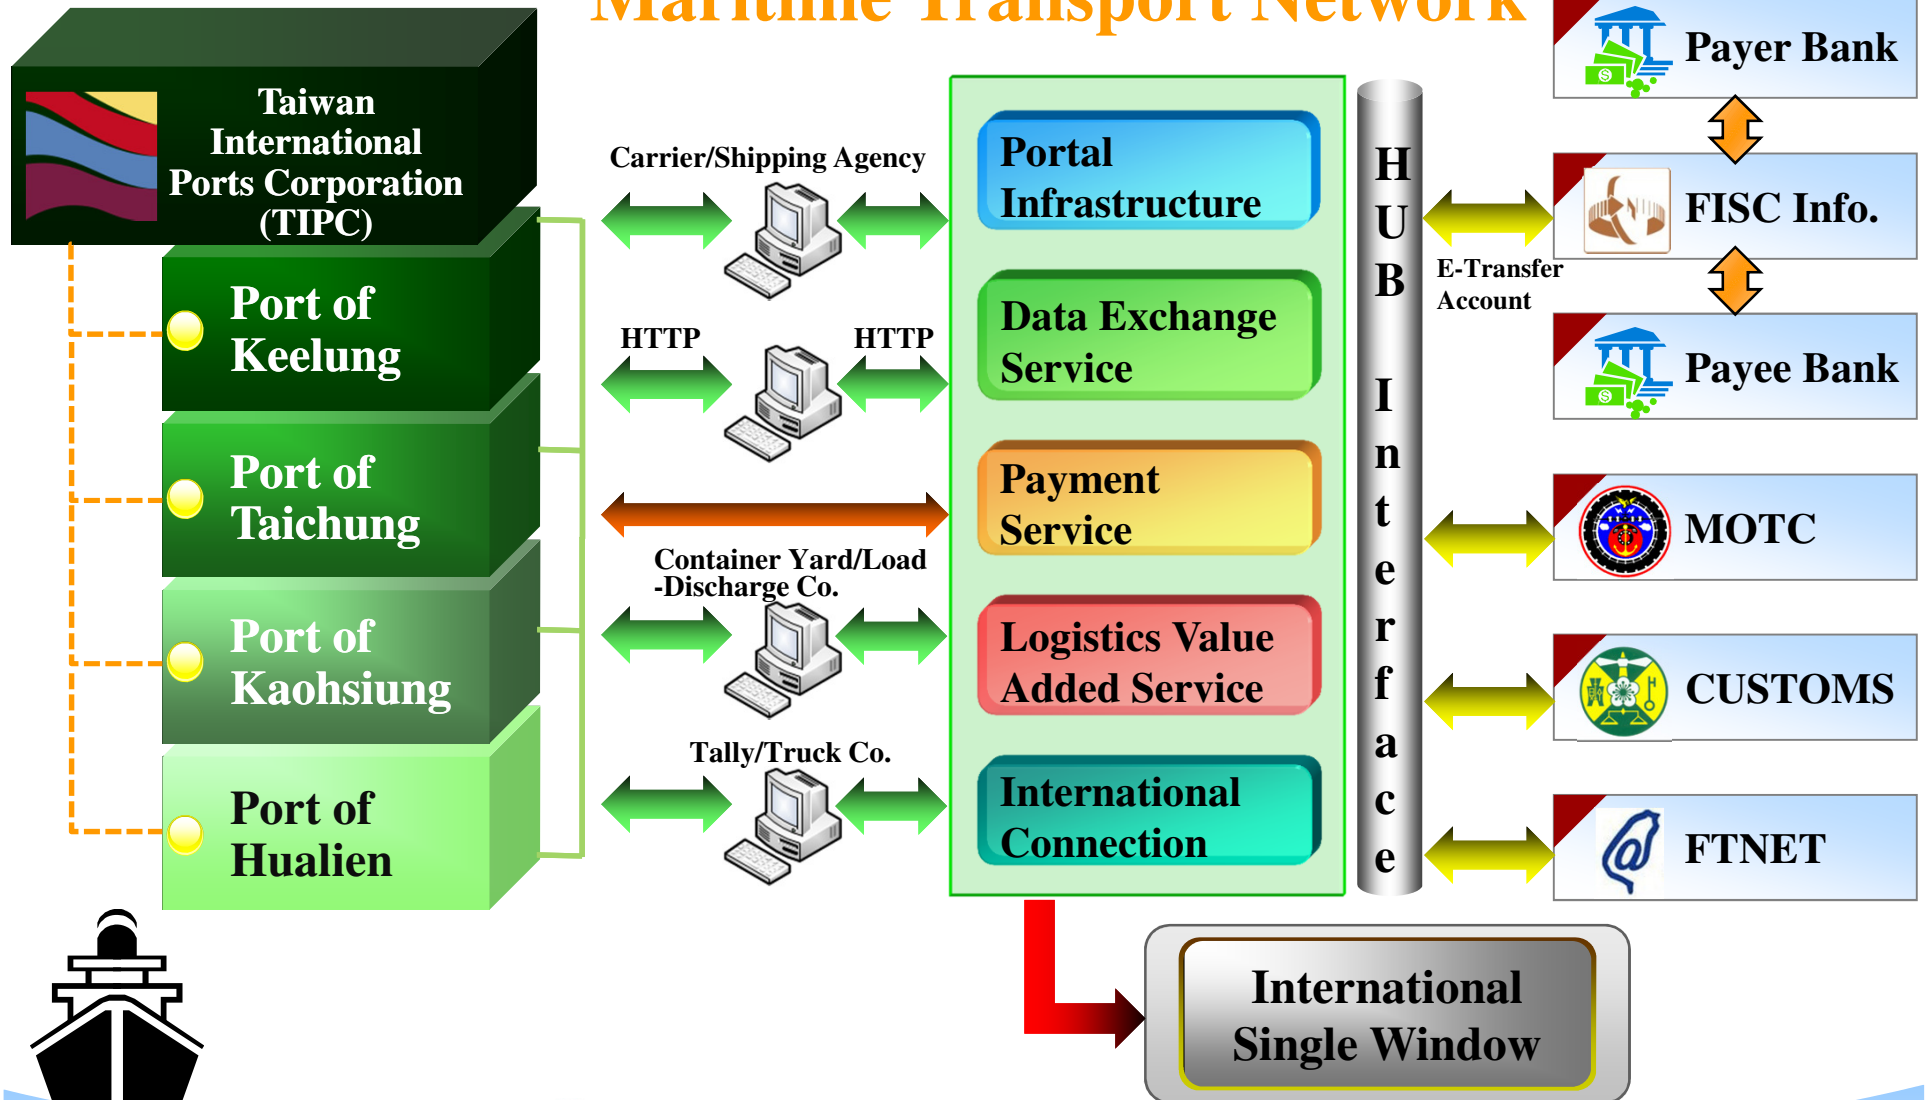 Maritime Transport Network
Taiwan
International
Ports Corporation
(TIPC)
Port of
Keelung
Port of
Taichung
Port of
Kaohsiung
Port of
Hualien
Carrier/Shipping Agency
HTTP
HTTP
Container Yard/Load
-Discharge Co.
Tally/Truck Co.
Portal
Infrastructure
Data Exchange
Service
Payment
Service
Logistics Value
Added Service
International
Connection
HUB Interface
E-Transfer
Account
Payer Bank
FISC Info.
Payee Bank
MOTC
CUSTOMS
FTNET
International
Single Window